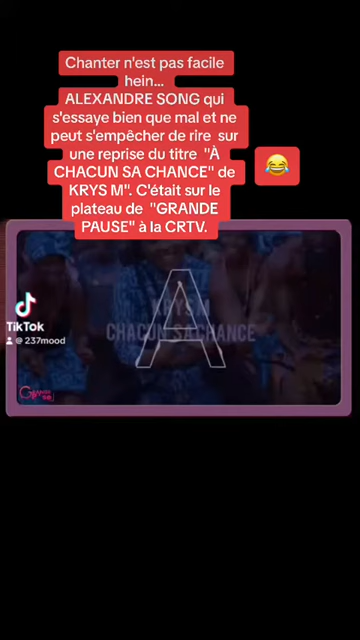 Chanter n'est pas facile
hein...
ALEXANDRE SONG qui
s'essaye bien que mal et ne
peut s'empêcher de rire sur
une reprise du titre "À
CHACUN SA CHANCE" de
KRYS M". C'était sur le
plateau de "GRANDE
PAUSE" à la CRTV.
😂
KRYS M
CHACUN SA CHANCE
A
TikTok
@ 237mood